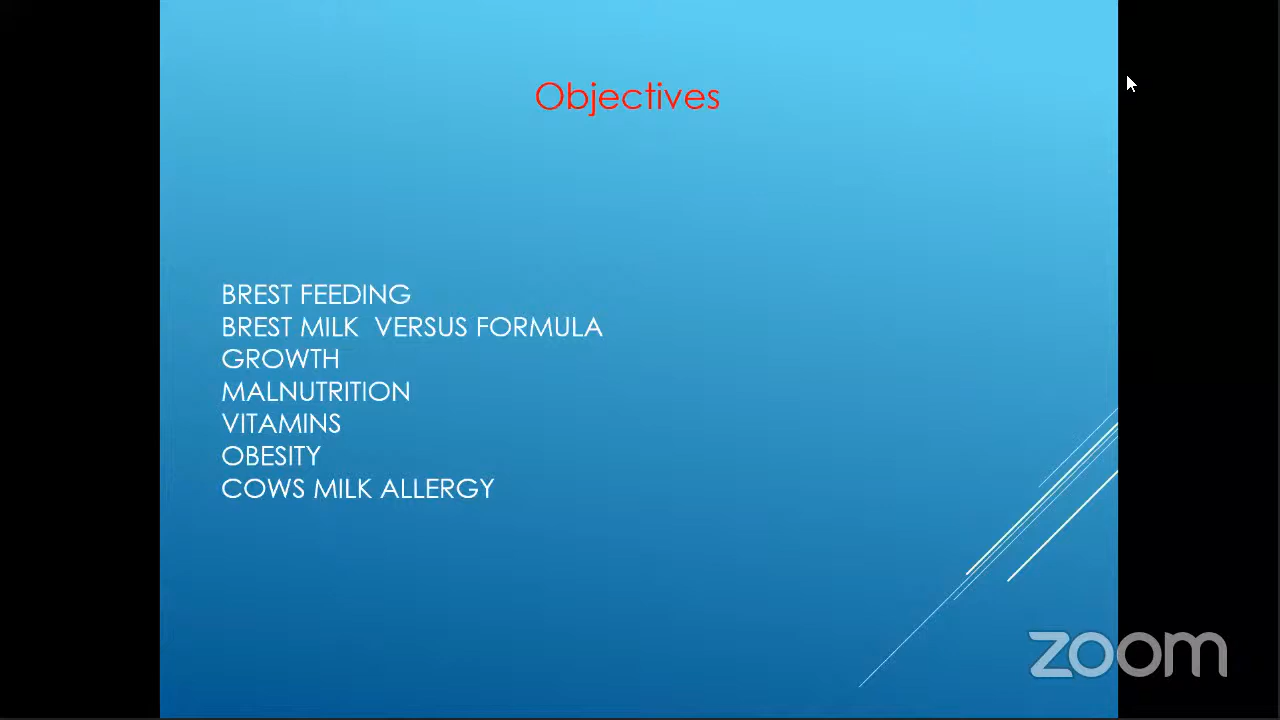 Objectives
BREST FEEDING
BREST MILK VERSUS FORMULA
GROWTH
MALNUTRITION
VITAMINS
OBESITY
COWS MILK ALLERGY
zoom